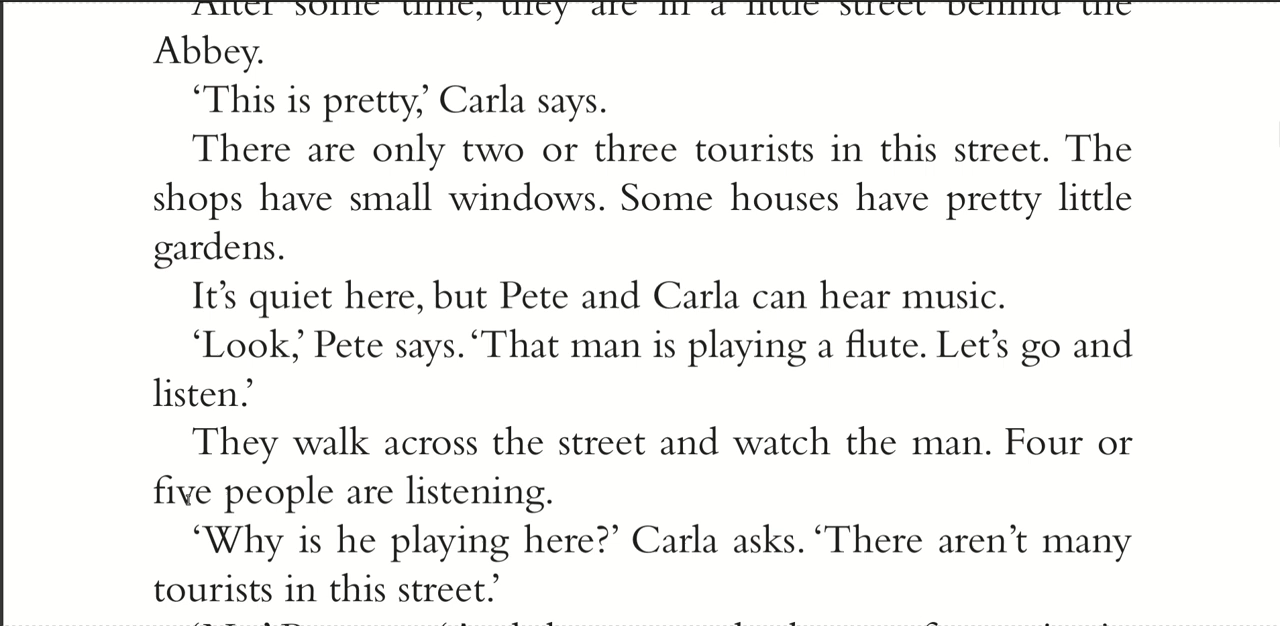 After some time, they are in a little street behind the
Abbey.
‘This is pretty,’ Carla says.
There are only two or three tourists in this street. The
shops have small windows. Some houses have pretty little
gardens.
It’s quiet here, but Pete and Carla can hear music.
‘Look,’ Pete says. ‘That man is playing a flute. Let’s go and
listen.’
They walk across the street and watch the man. Four or
five people are listening.
‘Why is he playing here?’ Carla asks. ‘There aren’t many
tourists in this street.’